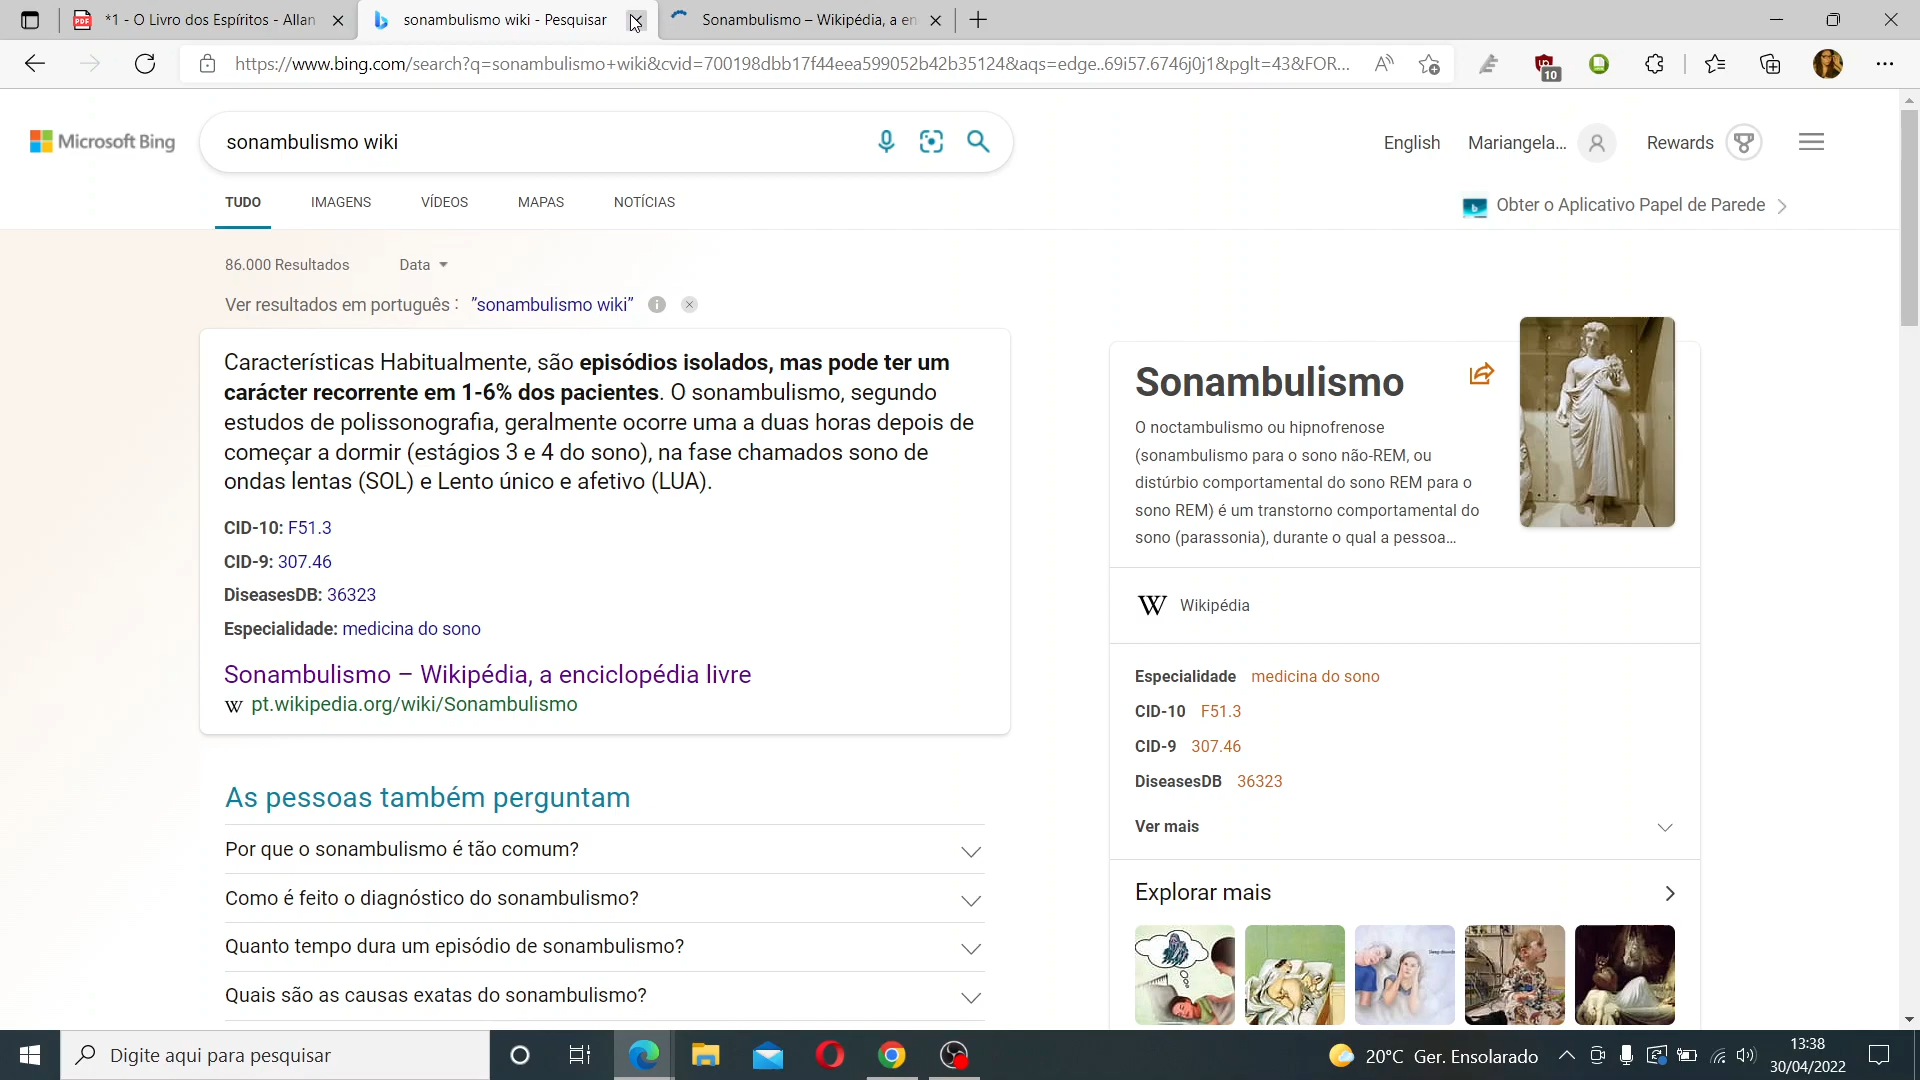 *1 - O Livro dos Espíritos - Allan
sonambulismo wiki - Pesquisar
Sonambulismo – Wikipédia, a en
https://www.bing.com/search?q=sonambulismo+wiki&cvid=700198dbb17f44eea599052b42b35124&aqs=edge..69i57.6746j0j1&pglt=43&FOR...
10
Microsoft Bing
sonambulismo wiki
English
Mariangela...
Rewards
TUDO
IMAGENS
VÍDEOS
MAPAS
NOTÍCIAS
Obter o Aplicativo Papel de Parede
86.000 Resultados
Data
Ver resultados em português : "sonambulismo wiki"
Características Habitualmente, são episódios isolados, mas pode ter um
carácter recorrente em 1-6% dos pacientes. O sonambulismo, segundo
estudos de polissonografia, geralmente ocorre uma a duas horas depois de
começar a dormir (estágios 3 e 4 do sono), na fase chamados sono de
ondas lentas (SOL) e Lento único e afetivo (LUA).
CID-10: F51.3
CID-9: 307.46
DiseasesDB: 36323
Especialidade: medicina do sono
Sonambulismo – Wikipédia, a enciclopédia livre
W pt.wikipedia.org/wiki/Sonambulismo
As pessoas também perguntam
Por que o sonambulismo é tão comum?
Como é feito o diagnóstico do sonambulismo?
Quanto tempo dura um episódio de sonambulismo?
Quais são as causas exatas do sonambulismo?
Sonambulismo
O noctambulismo ou hipnofrenose
(sonambulismo para o sono não-REM, ou
distúrbio comportamental do sono REM para o
sono REM) é um transtorno comportamental do
sono (parassonia), durante o qual a pessoa...
W Wikipédia
Especialidade medicina do sono
CID-10 F51.3
CID-9 307.46
DiseasesDB 36323
Ver mais
Explorar mais
Digite aqui para pesquisar
20°C Ger. Ensolarado
13:38
30/04/2022